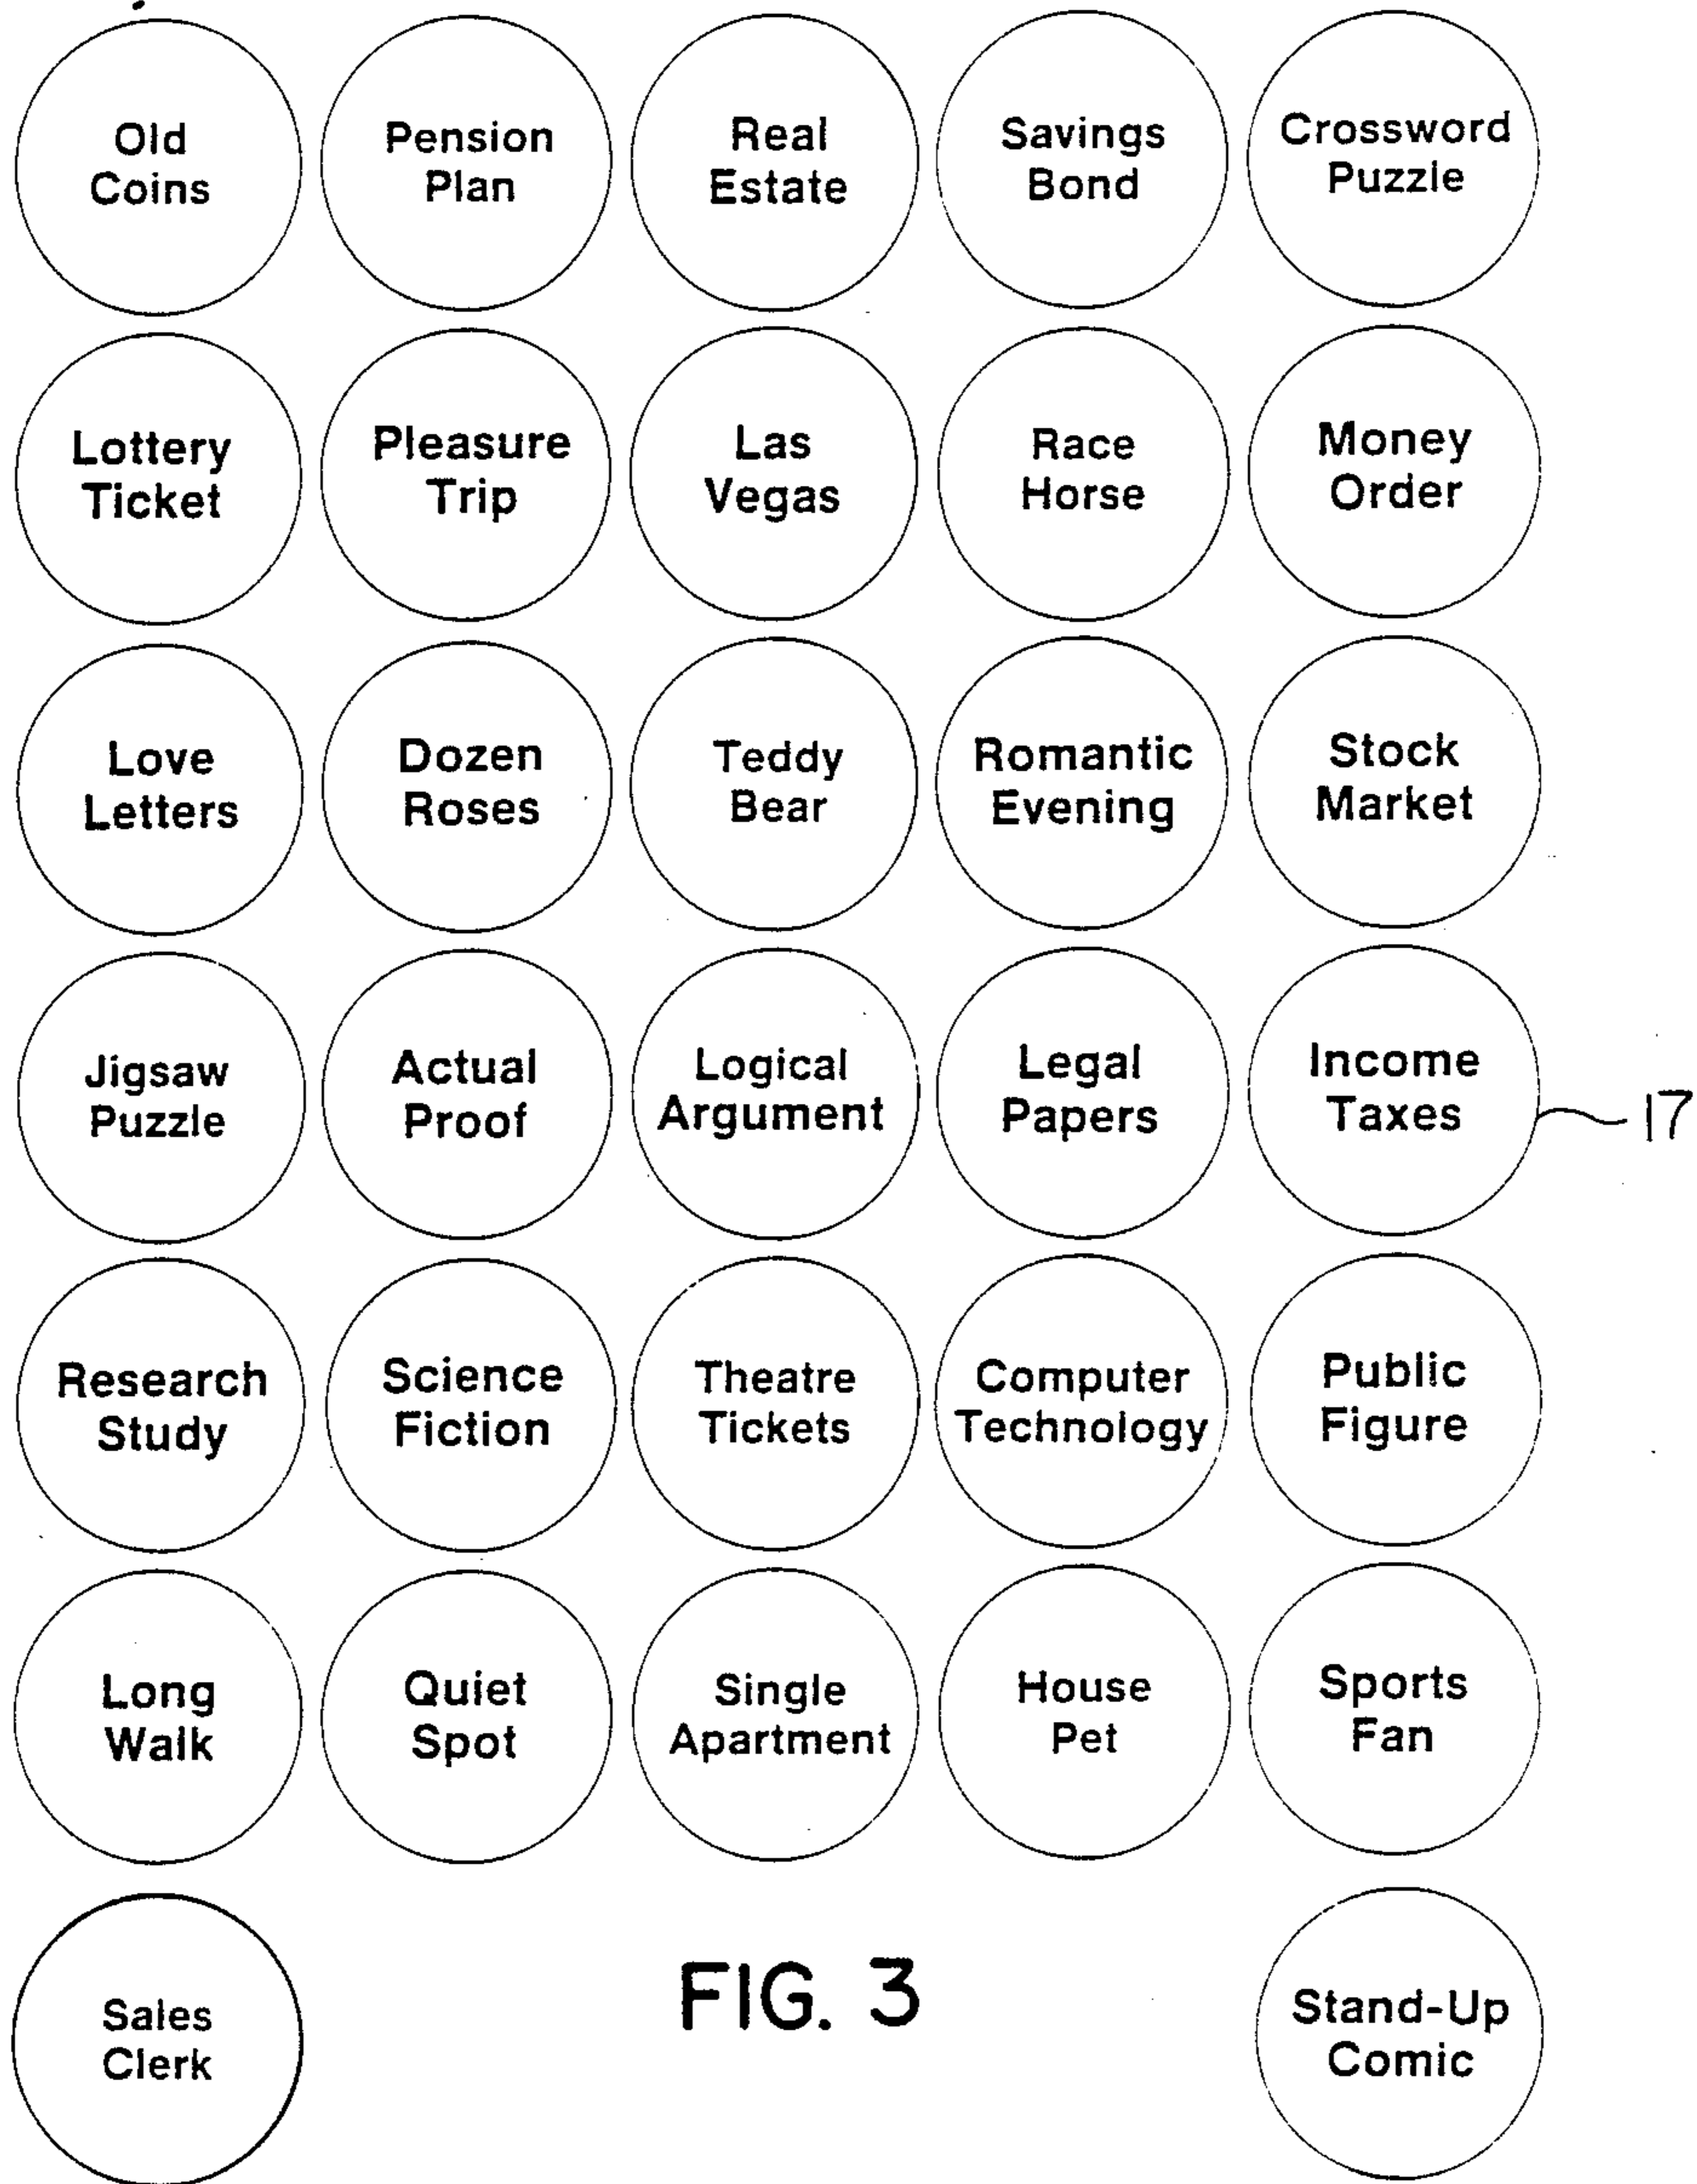 Old
Coins
Pension
Plan
Real
Estate
Savings
Bond
Crossword
Puzzle
Lottery
Ticket
Pleasure
Trip
Las
Vegas
Race
Horse
Money
Order
Love
Letters
Dozen
Roses
Teddy
Bear
Romantic
Evening
Stock
Market
Jigsaw
Puzzle
Actual
Proof
Logical
Argument
Legal
Papers
Income
Taxes
17
Research
Study
Science
Fiction
Theatre
Tickets
Computer
Technology
Public
Figure
Long
Walk
Quiet
Spot
Single
Apartment
House
Pet
Sports
Fan
Sales
Clerk
FIG. 3
Stand-Up
Comic